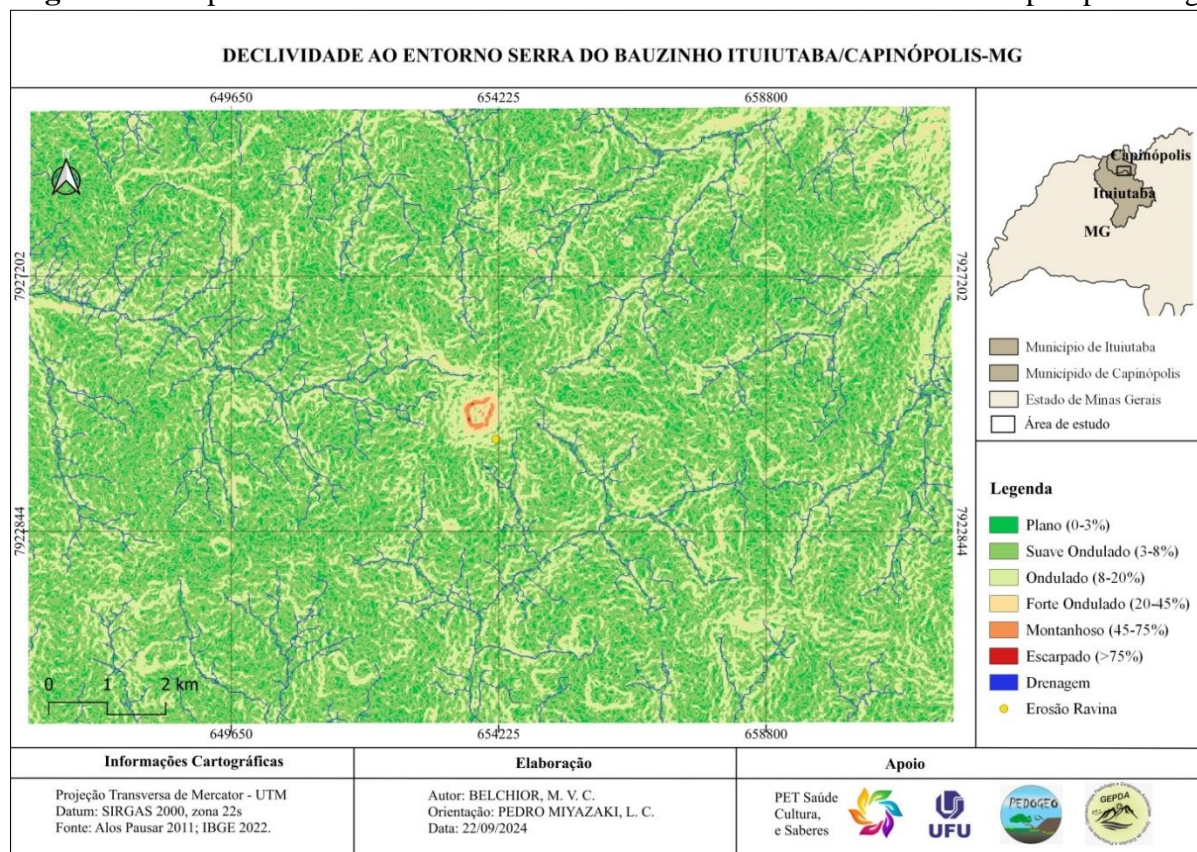 DECLIVIDADE AO ENTORNO SERRA DO BAUZINHO ITUIUTABA/CAPINÓPOLIS-MG
649650 654225 658800
7927202 7927202
7922844 7922844
0 1 2 km
649650 654225 658800
Capinópolis
Ituiutaba
MG
Município de Ituiutaba
Municípido de Capinópolis
Estado de Minas Gerais
Área de estudo
Legenda
Plano (0-3%)
Suave Ondulado (3-8%)
Ondulado (8-20%)
Forte Ondulado (20-45%)
Montanhoso (45-75%)
Escarpado (>75%)
Drenagem
Erosão Ravina
Informações Cartográficas
Projeção Transversa de Mercator - UTM
Datum: SIRGAS 2000, zona 22s
Fonte: Alos Pausar 2011; IBGE 2022.
Elaboração
Autor: BELCHIOR, M. V. C.
Orientação: PEDRO MIYAZAKI, L. C.
Data: 22/09/2024
Apoio
PET Saúde
Cultura,
e Saberes
UFU
PEDOGEO
GEPDA